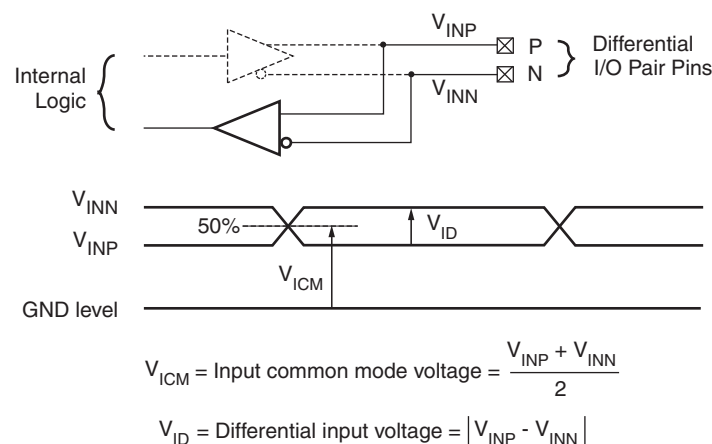 V_INP
P
Differential
I/O Pair Pins
N
V_INN
Internal
Logic
V_INN
50%
V_ID
V_INP
V_ICM
GND level
V_ICM = Input common mode voltage = (V_INP + V_INN) / 2
V_ID = Differential input voltage = |V_INP - V_INN|